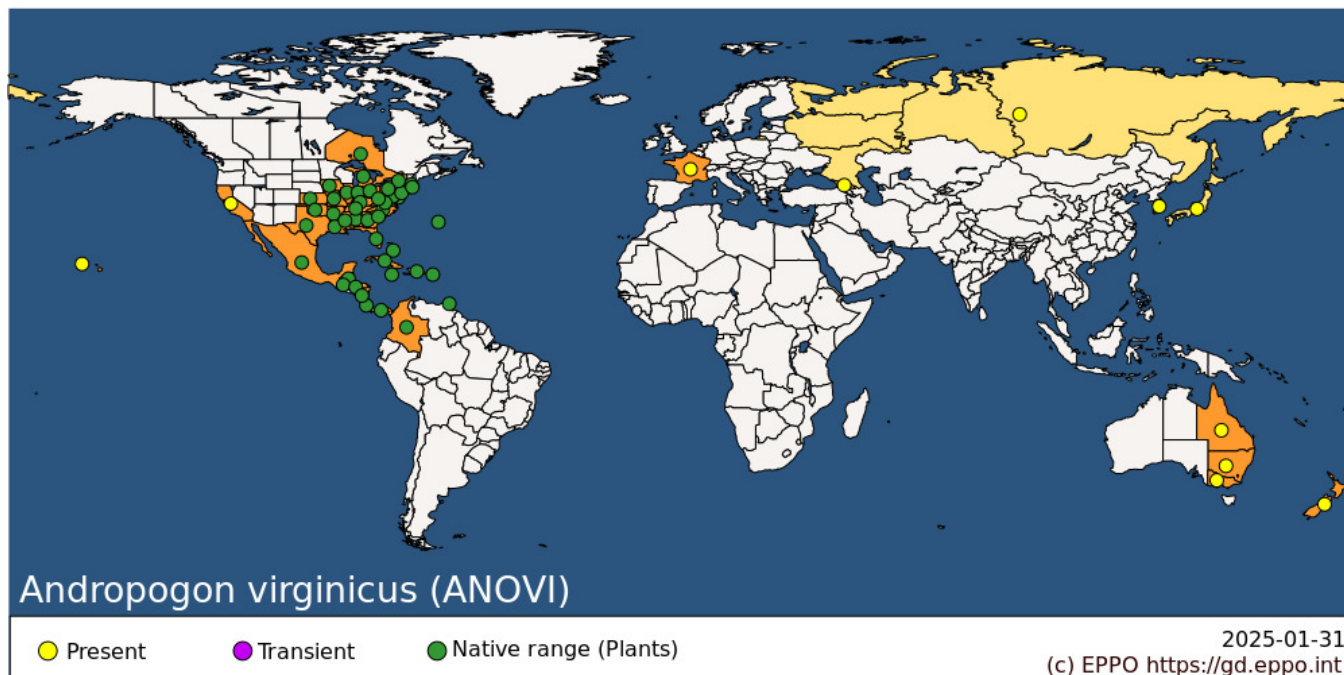 Andropogon virginicus (ANOVI)
Present
Transient
Native range (Plants)
2025-01-31
(c) EPPO https://gd.eppo.int